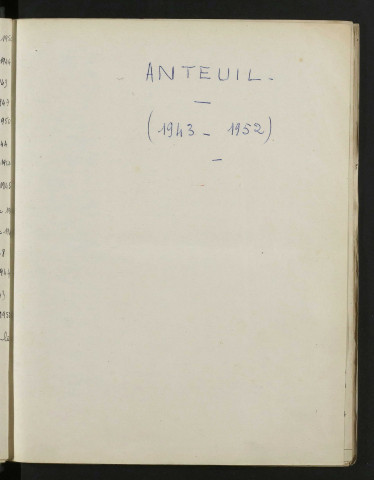 ANTEUIL.
—
(1943 - 1952)
—